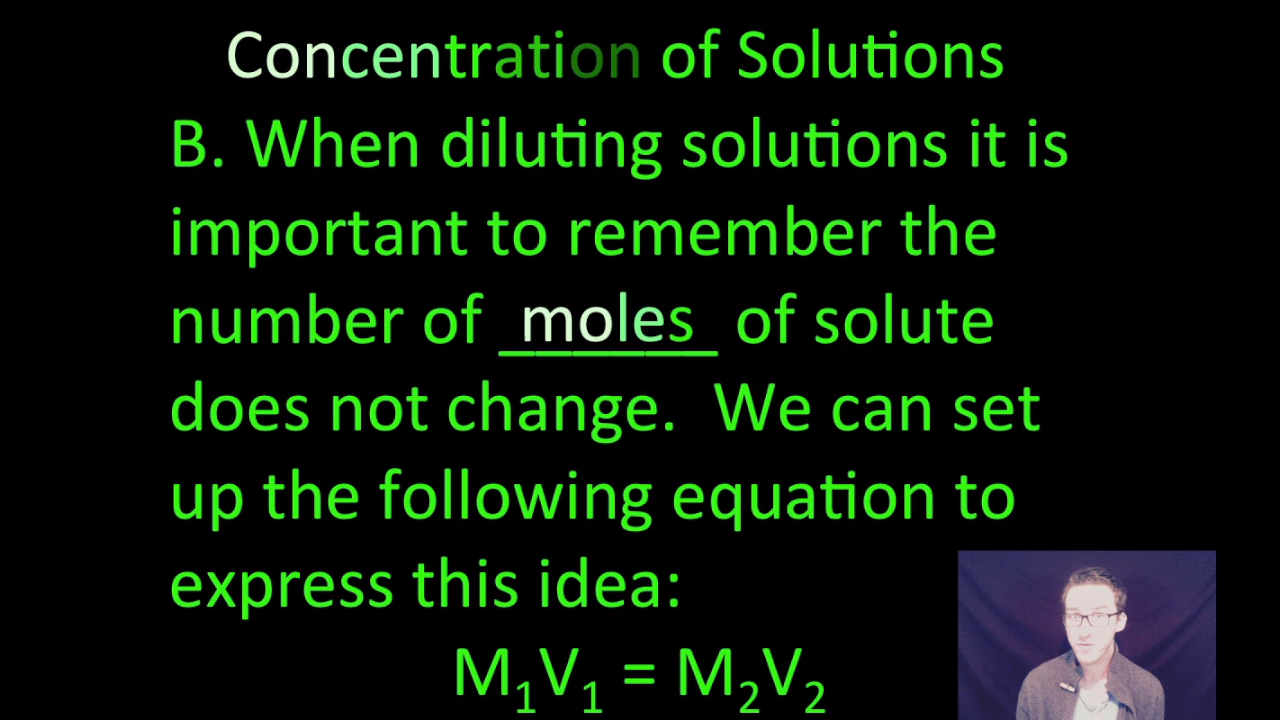 Concentration of Solutions
B. When diluting solutions it is
important to remember the
number of moles of solute
does not change. We can set
up the following equation to
express this idea:
M₁V₁ = M₂V₂